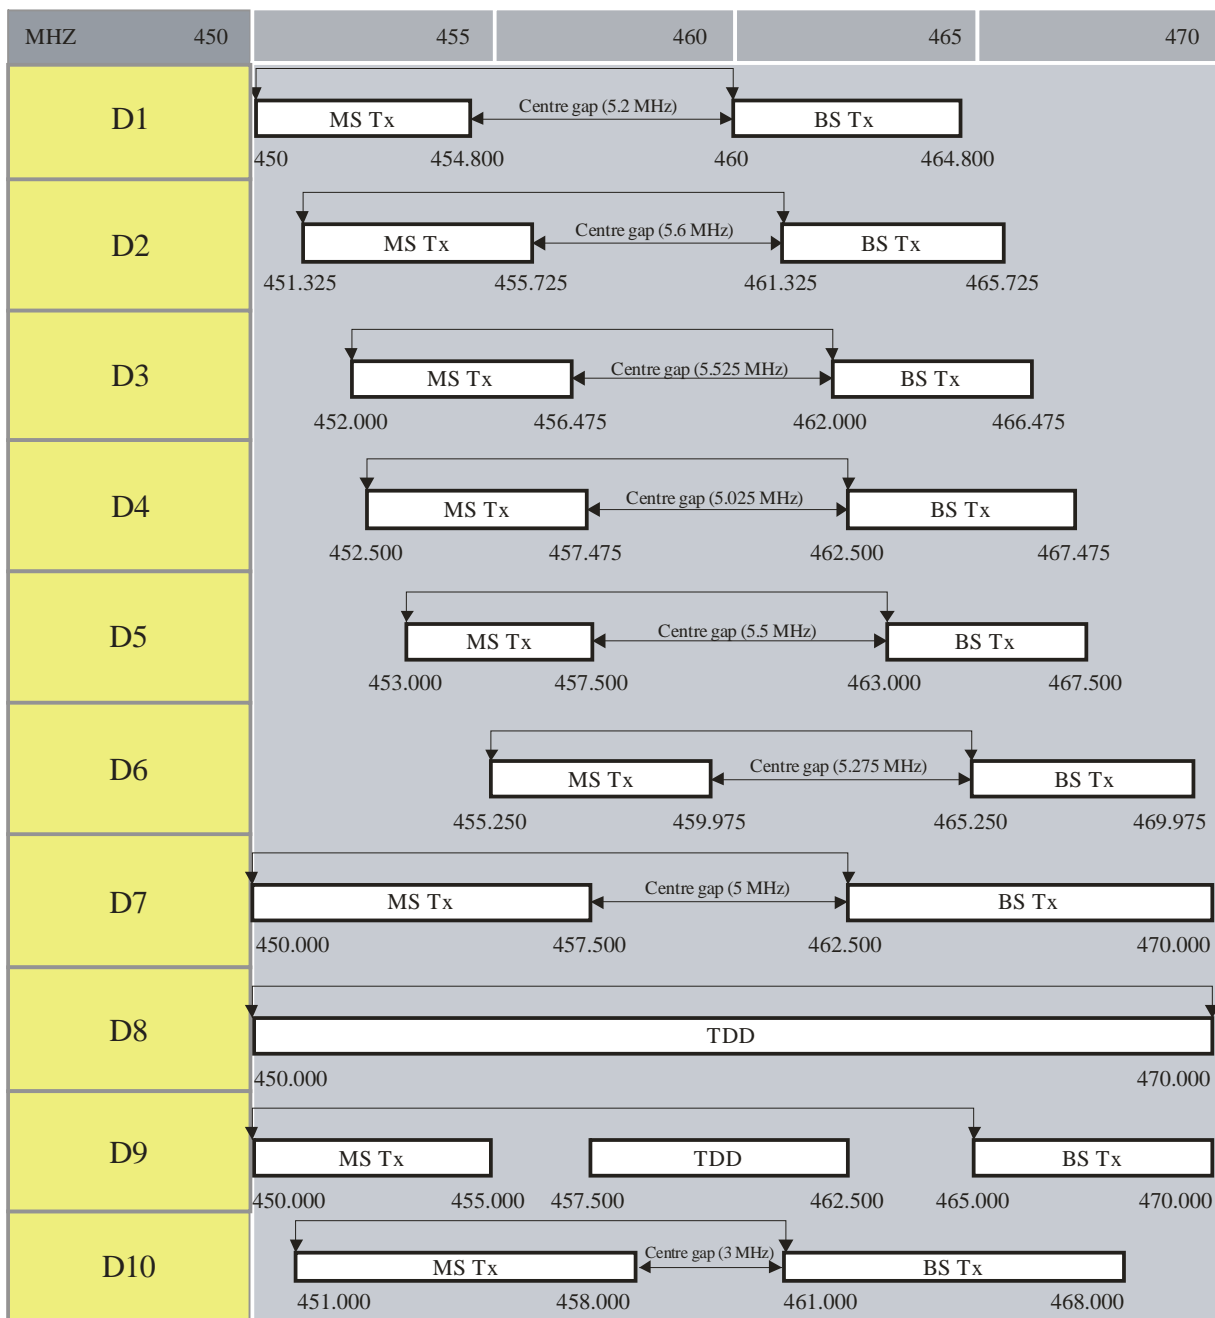 MHZ 450 455 460 465 470
D1
MS Tx Centre gap (5.2 MHz) BS Tx
450 454.800 460 464.800
D2
MS Tx Centre gap (5.6 MHz) BS Tx
451.325 455.725 461.325 465.725
D3
MS Tx Centre gap (5.525 MHz) BS Tx
452.000 456.475 462.000 466.475
D4
MS Tx Centre gap (5.025 MHz) BS Tx
452.500 457.475 462.500 467.475
D5
MS Tx Centre gap (5.5 MHz) BS Tx
453.000 457.500 463.000 467.500
D6
MS Tx Centre gap (5.275 MHz) BS Tx
455.250 459.975 465.250 469.975
D7
MS Tx Centre gap (5 MHz) BS Tx
450.000 457.500 462.500 470.000
D8
TDD
450.000 470.000
D9
MS Tx TDD BS Tx
450.000 455.000 457.500 462.500 465.000 470.000
D10
MS Tx Centre gap (3 MHz) BS Tx
451.000 458.000 461.000 468.000